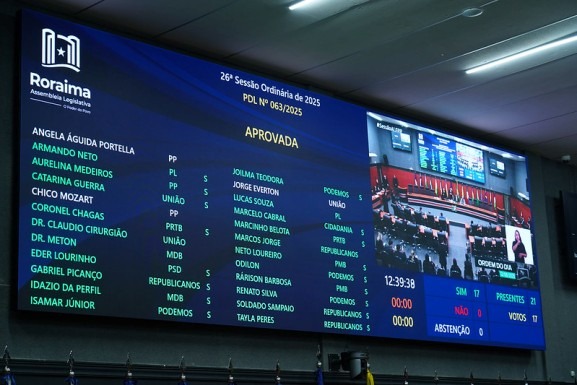 Roraima
Assembleia Legislativa
O Poder do Povo
26ª Sessão Ordinária de 2025
PDL Nº 063/2025
APROVADA
ANGELA ÁGUIDA PORTELLA PP
ARMANDO NETO PL S
AURELINA MEDEIROS PP S
CATARINA GUERRA UNIÃO S
CHICO MOZART PP
CORONEL CHAGAS PRTB S
DR. CLAUDIO CIRURGIÃO UNIÃO
DR. METON PSD S
EDER LOURINHO REPUBLICANOS S
GABRIEL PICANÇO MDB S
IDAZIO DA PERFIL PODEMOS S
ISAMAR JÚNIOR
JOILMA TEODORA PODEMOS S
JORGE EVERTON UNIÃO
LUCAS SOUZA PL S
MARCELO CABRAL CIDADANIA S
MARCINHO BELOTA PRTB S
MARCOS JORGE REPUBLICANOS S
NETO LOUREIRO PMB S
ODILON PODEMOS S
RÁRISON BARBOSA PMB S
RENATO SILVA PODEMOS S
SOLDADO SAMPAIO REPUBLICANOS S
TAYLA PERES REPUBLICANOS S
ORDEM DO DIA
12:39:38
00:00
00:00
SIM 17
NÃO 0
ABSTENÇÃO 0
PRESENTES 21
VOTOS 17